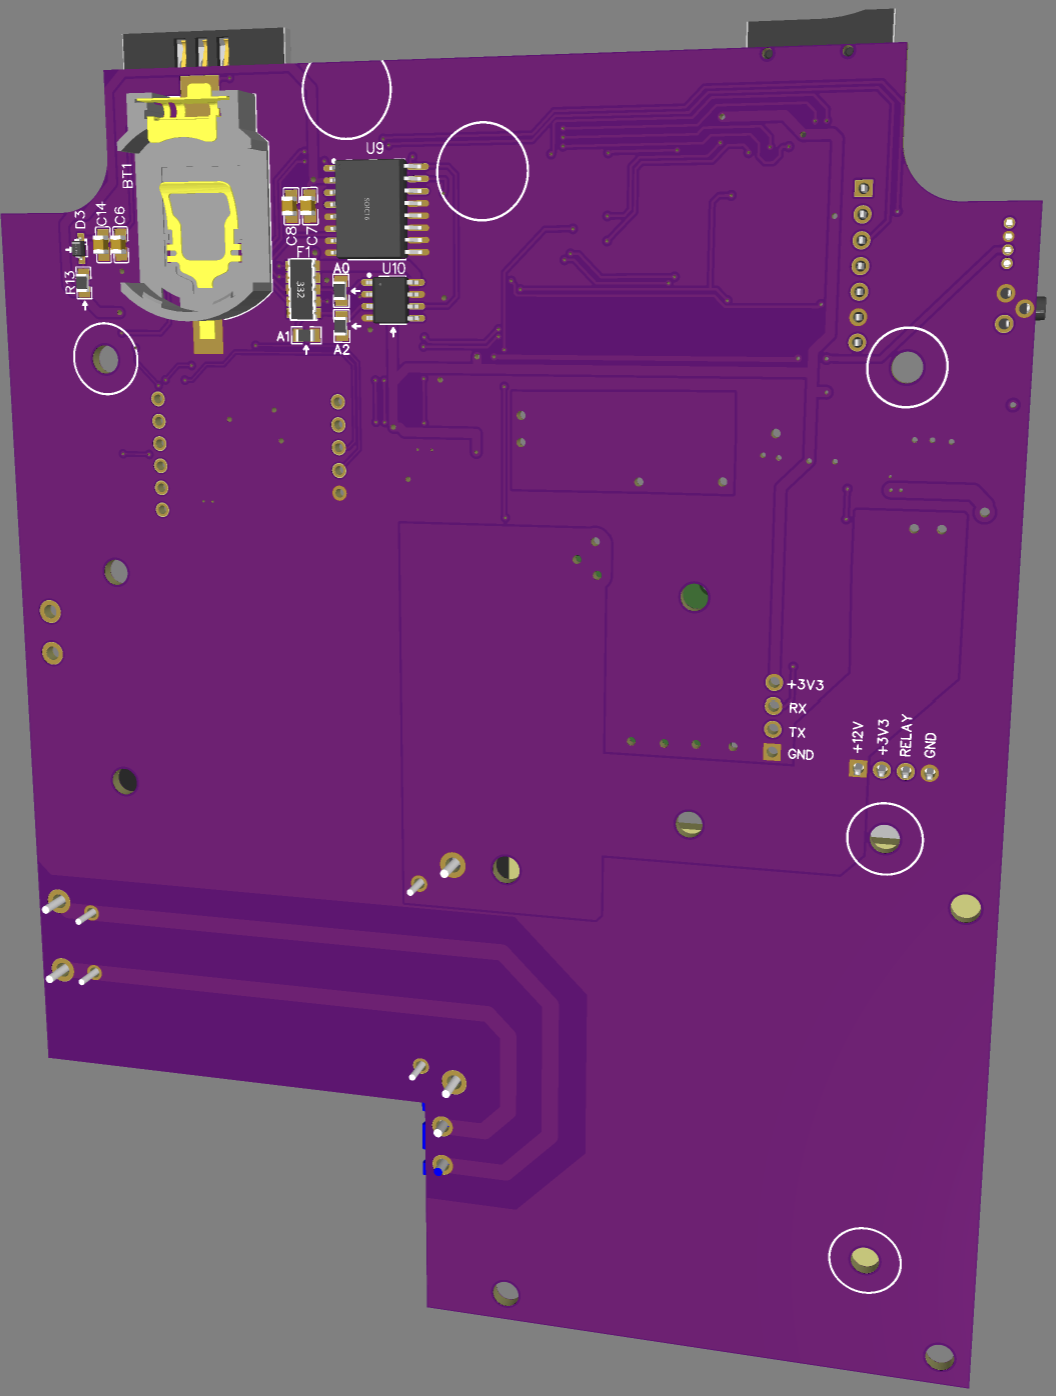 U9
BT1
D3
C14
C6
C8
C7
SOIC16
F1
A0
U10
R13
332
A1
A2
+3V3
RX
TX
GND
+12V
+3V3
RELAY
GND